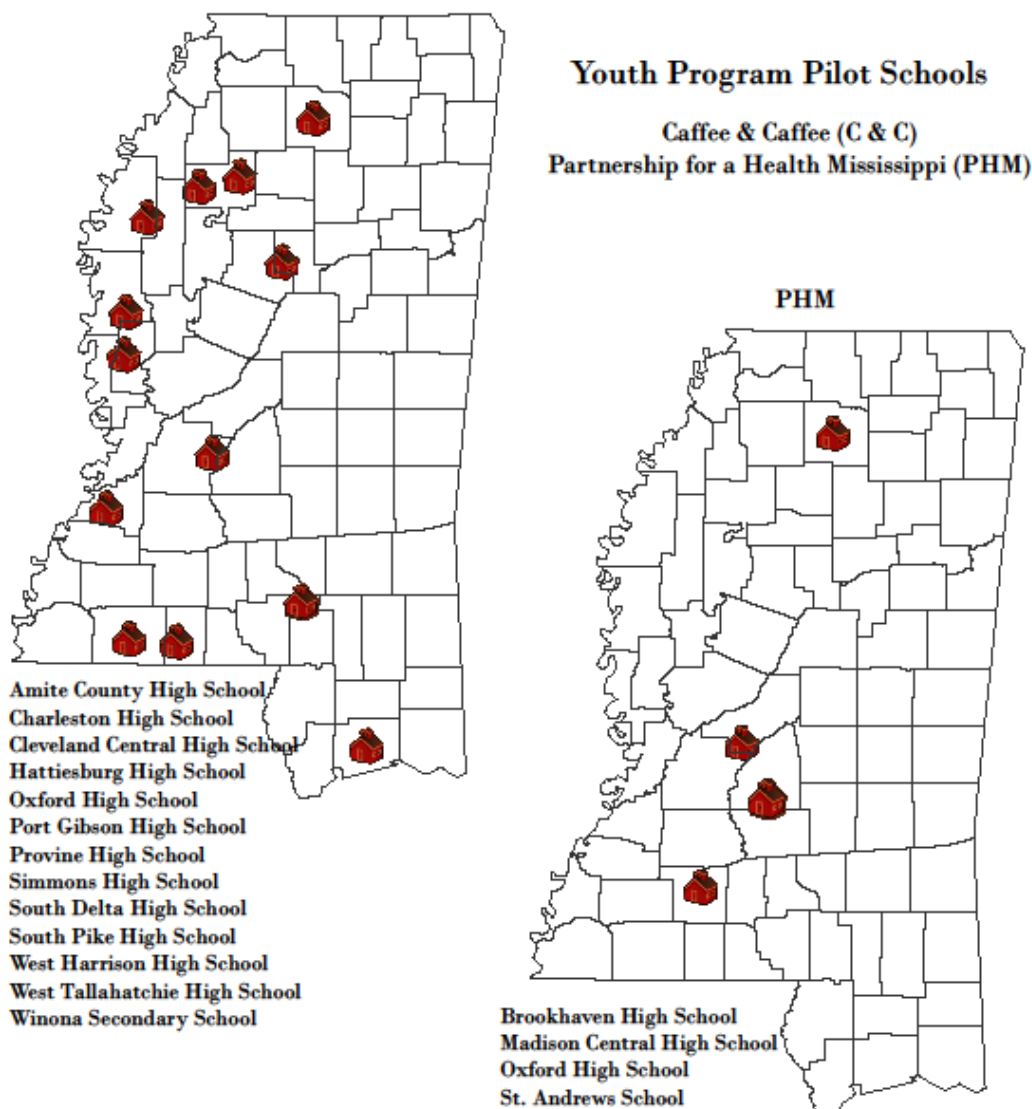 Youth Program Pilot Schools
Caffee & Caffee (C & C)
Partnership for a Health Mississippi (PHM)
PHM
Amite County High School
Charleston High School
Cleveland Central High School
Hattiesburg High School
Oxford High School
Port Gibson High School
Provine High School
Simmons High School
South Delta High School
South Pike High School
West Harrison High School
West Tallahatchie High School
Winona Secondary School
Brookhaven High School
Madison Central High School
Oxford High School
St. Andrews School